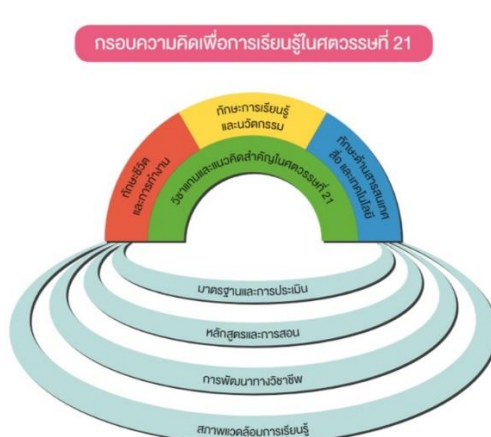 กรอบความคิดเพื่อการเรียนรู้ในศตวรรษที่ 21
ทักษะการเรียนรู้
และนวัตกรรม
ทักษะชีวิต
และการทำงาน
ทักษะด้านสารสนเทศ
สื่อ และเทคโนโลยี
วิชาแกนและแนวคิดสำคัญในศตวรรษที่ 21
มาตรฐานและการประเมิน
หลักสูตรและการสอน
การพัฒนาทางวิชาชีพ
สภาพแวดล้อมการเรียนรู้